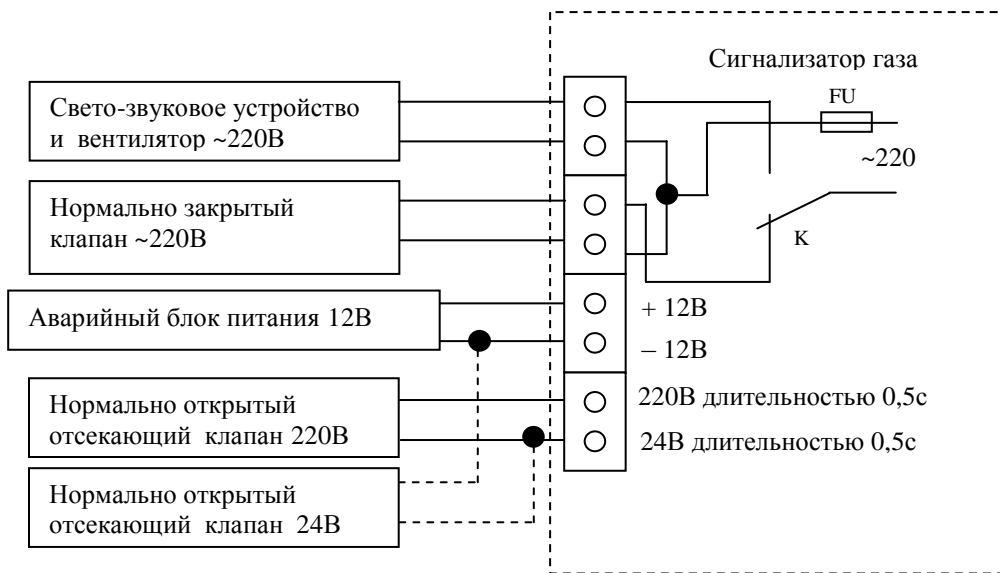 Сигнализатор газа
Свето-звуковое устройство
и вентилятор ~220В
FU
~220
Нормально закрытый
клапан ~220В
К
Аварийный блок питания 12В
+ 12В
– 12В
Нормально открытый
отсекающий клапан 220В
220В длительностью 0,5с
24В длительностью 0,5с
Нормально открытый
отсекающий клапан 24В